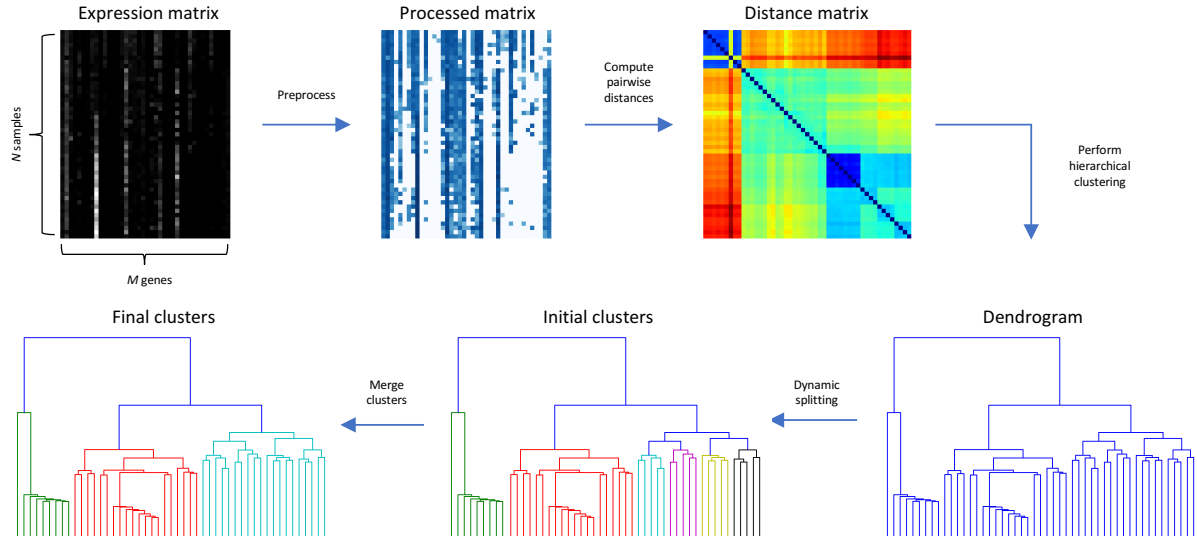 Expression matrix
Processed matrix
Distance matrix
N samples
Preprocess
Compute
pairwise
distances
Perform
hierarchical
clustering
M genes
Final clusters
Initial clusters
Dendrogram
Merge
clusters
Dynamic
splitting